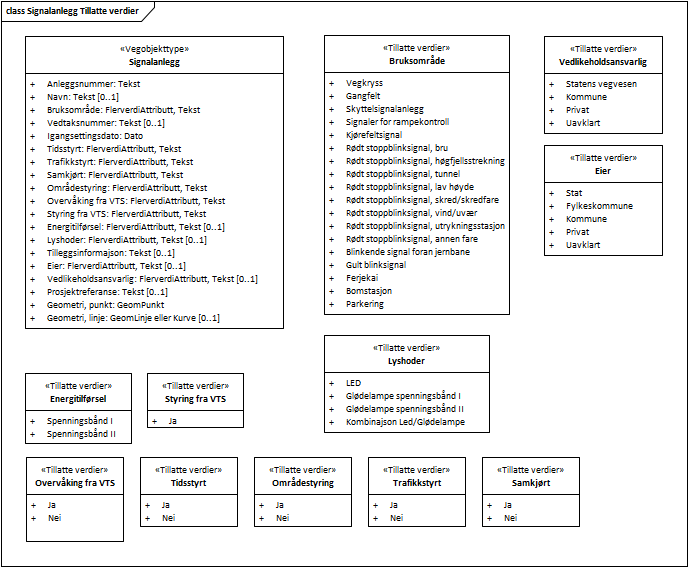 class Signalanlegg Tillatte verdier
«Vegobjekttype»
Signalanlegg
+ Anleggsnummer: Tekst
+ Navn: Tekst [0..1]
+ Bruksområde: FlerverdiAttributt, Tekst
+ Vedtaksnummer: Tekst [0..1]
+ Igangsettingsdato: Dato
+ Tidsstyrt: FlerverdiAttributt, Tekst
+ Trafikkstyrt: FlerverdiAttributt, Tekst
+ Samkjørt: FlerverdiAttributt, Tekst
+ Områdestyring: FlerverdiAttributt, Tekst
+ Overvåking fra VTS: FlerverdiAttributt, Tekst
+ Styring fra VTS: FlerverdiAttributt, Tekst
+ Energitilførsel: FlerverdiAttributt, Tekst [0..1]
+ Lyshoder: FlerverdiAttributt, Tekst [0..1]
+ Tilleggsinformajson: Tekst [0..1]
+ Eier: FlerverdiAttributt, Tekst [0..1]
+ Vedlikeholdsansvarlig: FlerverdiAttributt, Tekst [0..1]
+ Prosjektreferanse: Tekst [0..1]
+ Geometri, punkt: GeomPunkt
+ Geometri, linje: GeomLinje eller Kurve [0..1]
«Tillatte verdier»
Bruksområde
+ Vegkryss
+ Gangfelt
+ Skyttelsignalanlegg
+ Signaler for rampekontroll
+ Kjørefeltsignal
+ Rødt stoppblinksignal, bru
+ Rødt stoppblinksignal, høgfjellsstrekning
+ Rødt stoppblinksignal, tunnel
+ Rødt stoppblinksignal, lav høyde
+ Rødt stoppblinksignal, skred/skredfare
+ Rødt stoppblinksignal, vind/uvær
+ Rødt stoppblinksignal, utrykningsstasjon
+ Rødt stoppblinksignal, annen fare
+ Blinkende signal foran jernbane
+ Gult blinksignal
+ Ferjekai
+ Bomstasjon
+ Parkering
«Tillatte verdier»
Vedlikeholdsansvarlig
+ Statens vegvesen
+ Kommune
+ Privat
+ Uavklart
«Tillatte verdier»
Eier
+ Stat
+ Fylkeskommune
+ Kommune
+ Privat
+ Uavklart
«Tillatte verdier»
Lyshoder
+ LED
+ Glødelampe spenningsbånd I
+ Glødelampe spenningsbånd II
+ Kombinajson Led/Glødelampe
«Tillatte verdier»
Energitilførsel
+ Spenningsbånd I
+ Spenningsbånd II
«Tillatte verdier»
Styring fra VTS
+ Ja
«Tillatte verdier»
Overvåking fra VTS
+ Ja
+ Nei
«Tillatte verdier»
Tidsstyrt
+ Ja
+ Nei
«Tillatte verdier»
Områdestyring
+ Ja
+ Nei
«Tillatte verdier»
Trafikkstyrt
+ Ja
+ Nei
«Tillatte verdier»
Samkjørt
+ Ja
+ Nei